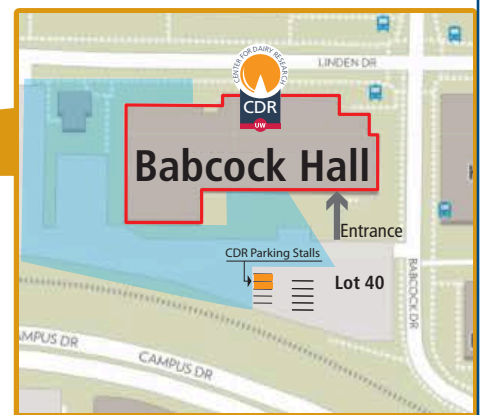 LINDEN DR
CENTER FOR DAIRY RESEARCH
CDR
UW
Babcock Hall
Entrance
CDR Parking Stalls
Lot 40
BABCOCK DR
AMPUS DR
CAMPUS DR